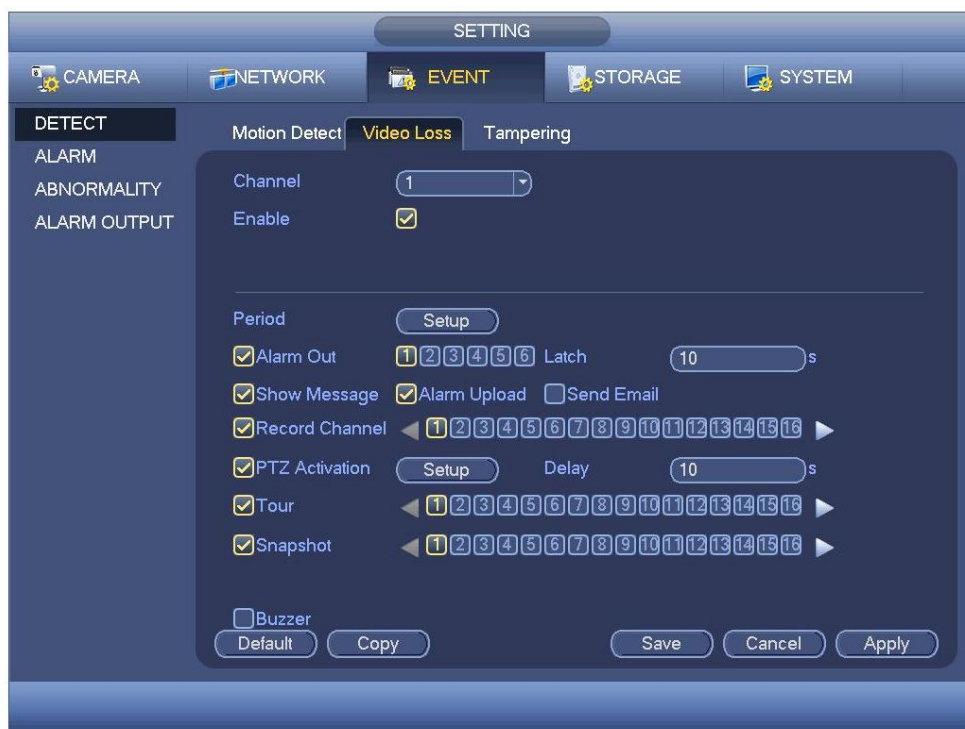 SETTING
CAMERA NETWORK EVENT STORAGE SYSTEM
DETECT
ALARM
ABNORMALITY
ALARM OUTPUT
Motion Detect Video Loss Tampering
Channel 1
Enable
Period Setup
Alarm Out 1 2 3 4 5 6 Latch 10 s
Show Message Alarm Upload Send Email
Record Channel 1 2 3 4 5 6 7 8 9 10 11 12 13 14 15 16
PTZ Activation Setup Delay 10 s
Tour 1 2 3 4 5 6 7 8 9 10 11 12 13 14 15 16
Snapshot 1 2 3 4 5 6 7 8 9 10 11 12 13 14 15 16
Buzzer
Default Copy Save Cancel Apply